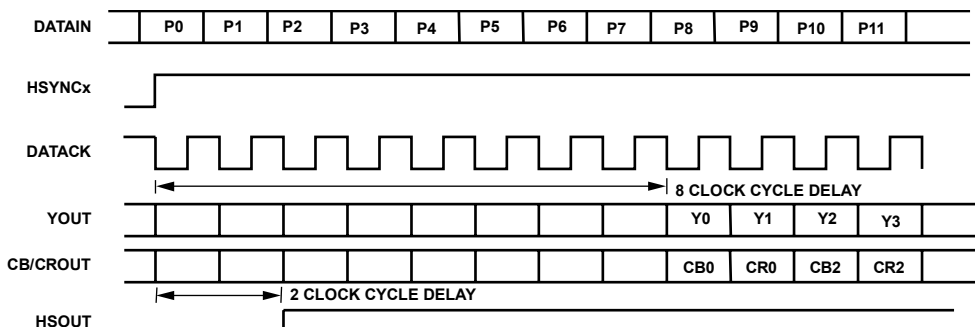 DATAIN P0 P1 P2 P3 P4 P5 P6 P7 P8 P9 P10 P11
HSYNCx
DATACK
8 CLOCK CYCLE DELAY
YOUT Y0 Y1 Y2 Y3
CB/CROUT CB0 CR0 CB2 CR2
2 CLOCK CYCLE DELAY
HSOUT